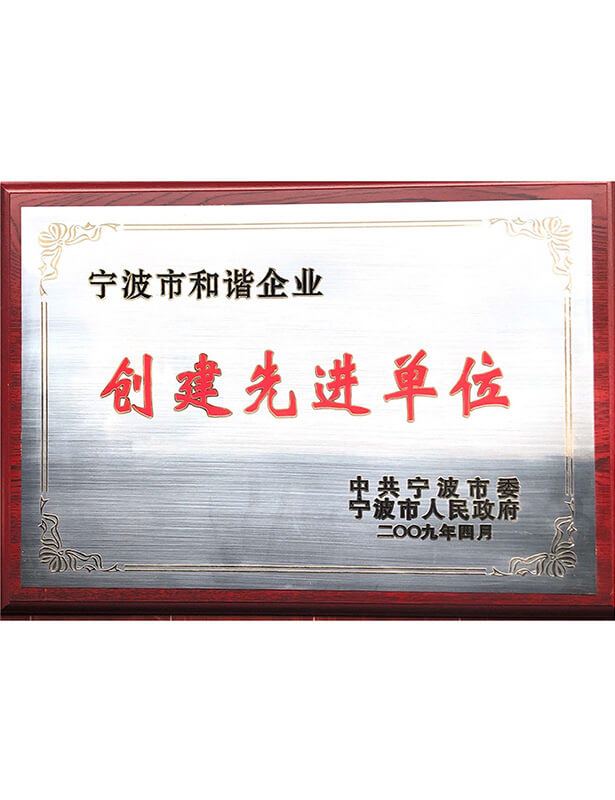 宁波市和谐企业
创建先进单位
中共宁波市委
宁波市人民政府
二〇〇九年四月